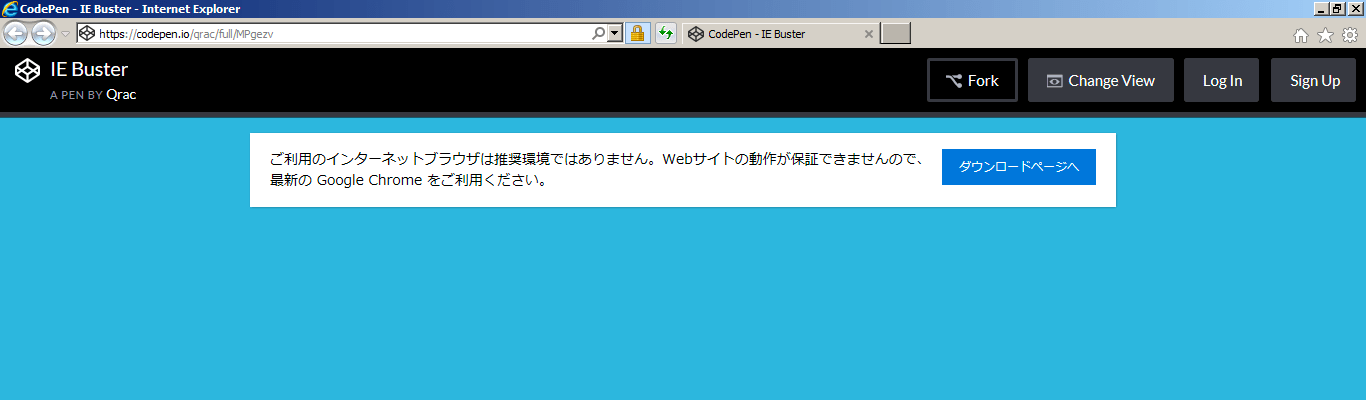 CodePen - IE Buster - Internet Explorer
https://codepen.io/qrac/full/MPgezv
CodePen - IE Buster
IE Buster
A PEN BY Qrac
Fork
Change View
Log In
Sign Up
ご利用のインターネットブラウザは推奨環境ではありません。Webサイトの動作が保証できませんので、
最新の Google Chrome をご利用ください。
ダウンロードページへ